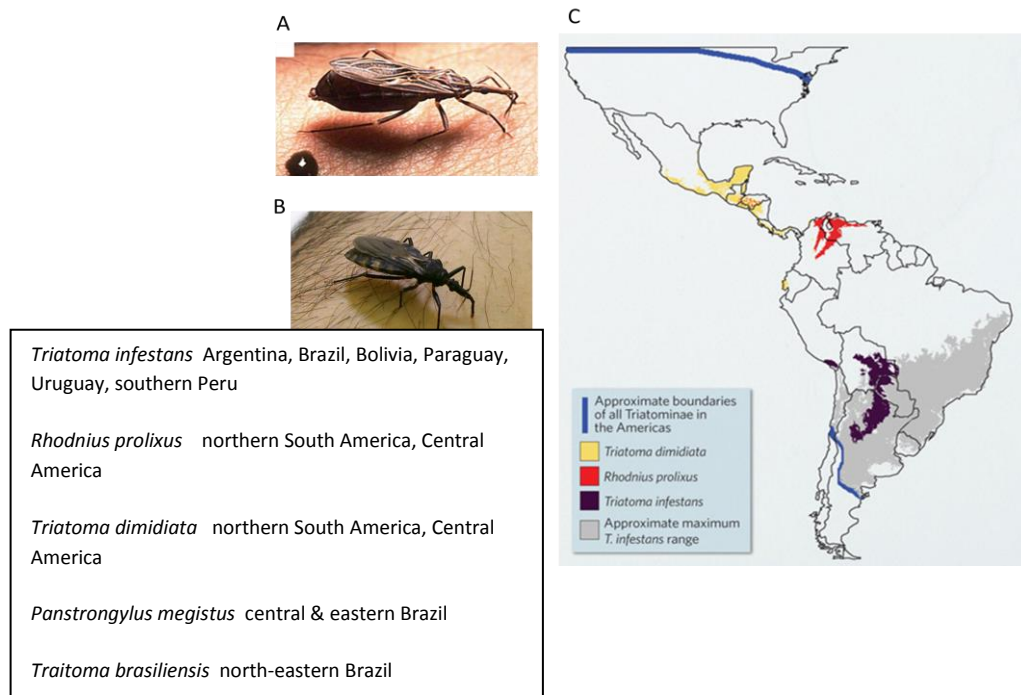 A
B
C
Triatoma infestans Argentina, Brazil, Bolivia, Paraguay,
Uruguay, southern Peru
Rhodnius prolixus northern South America, Central
America
Triatoma dimidiata northern South America, Central
America
Panstrongylus megistus central & eastern Brazil
Traitoma brasiliensis north-eastern Brazil
Approximate boundaries
of all Triatominae in
the Americas
Triatoma dimidiata
Rhodnius prolixus
Triatoma infestans
Approximate maximum
T. infestans range